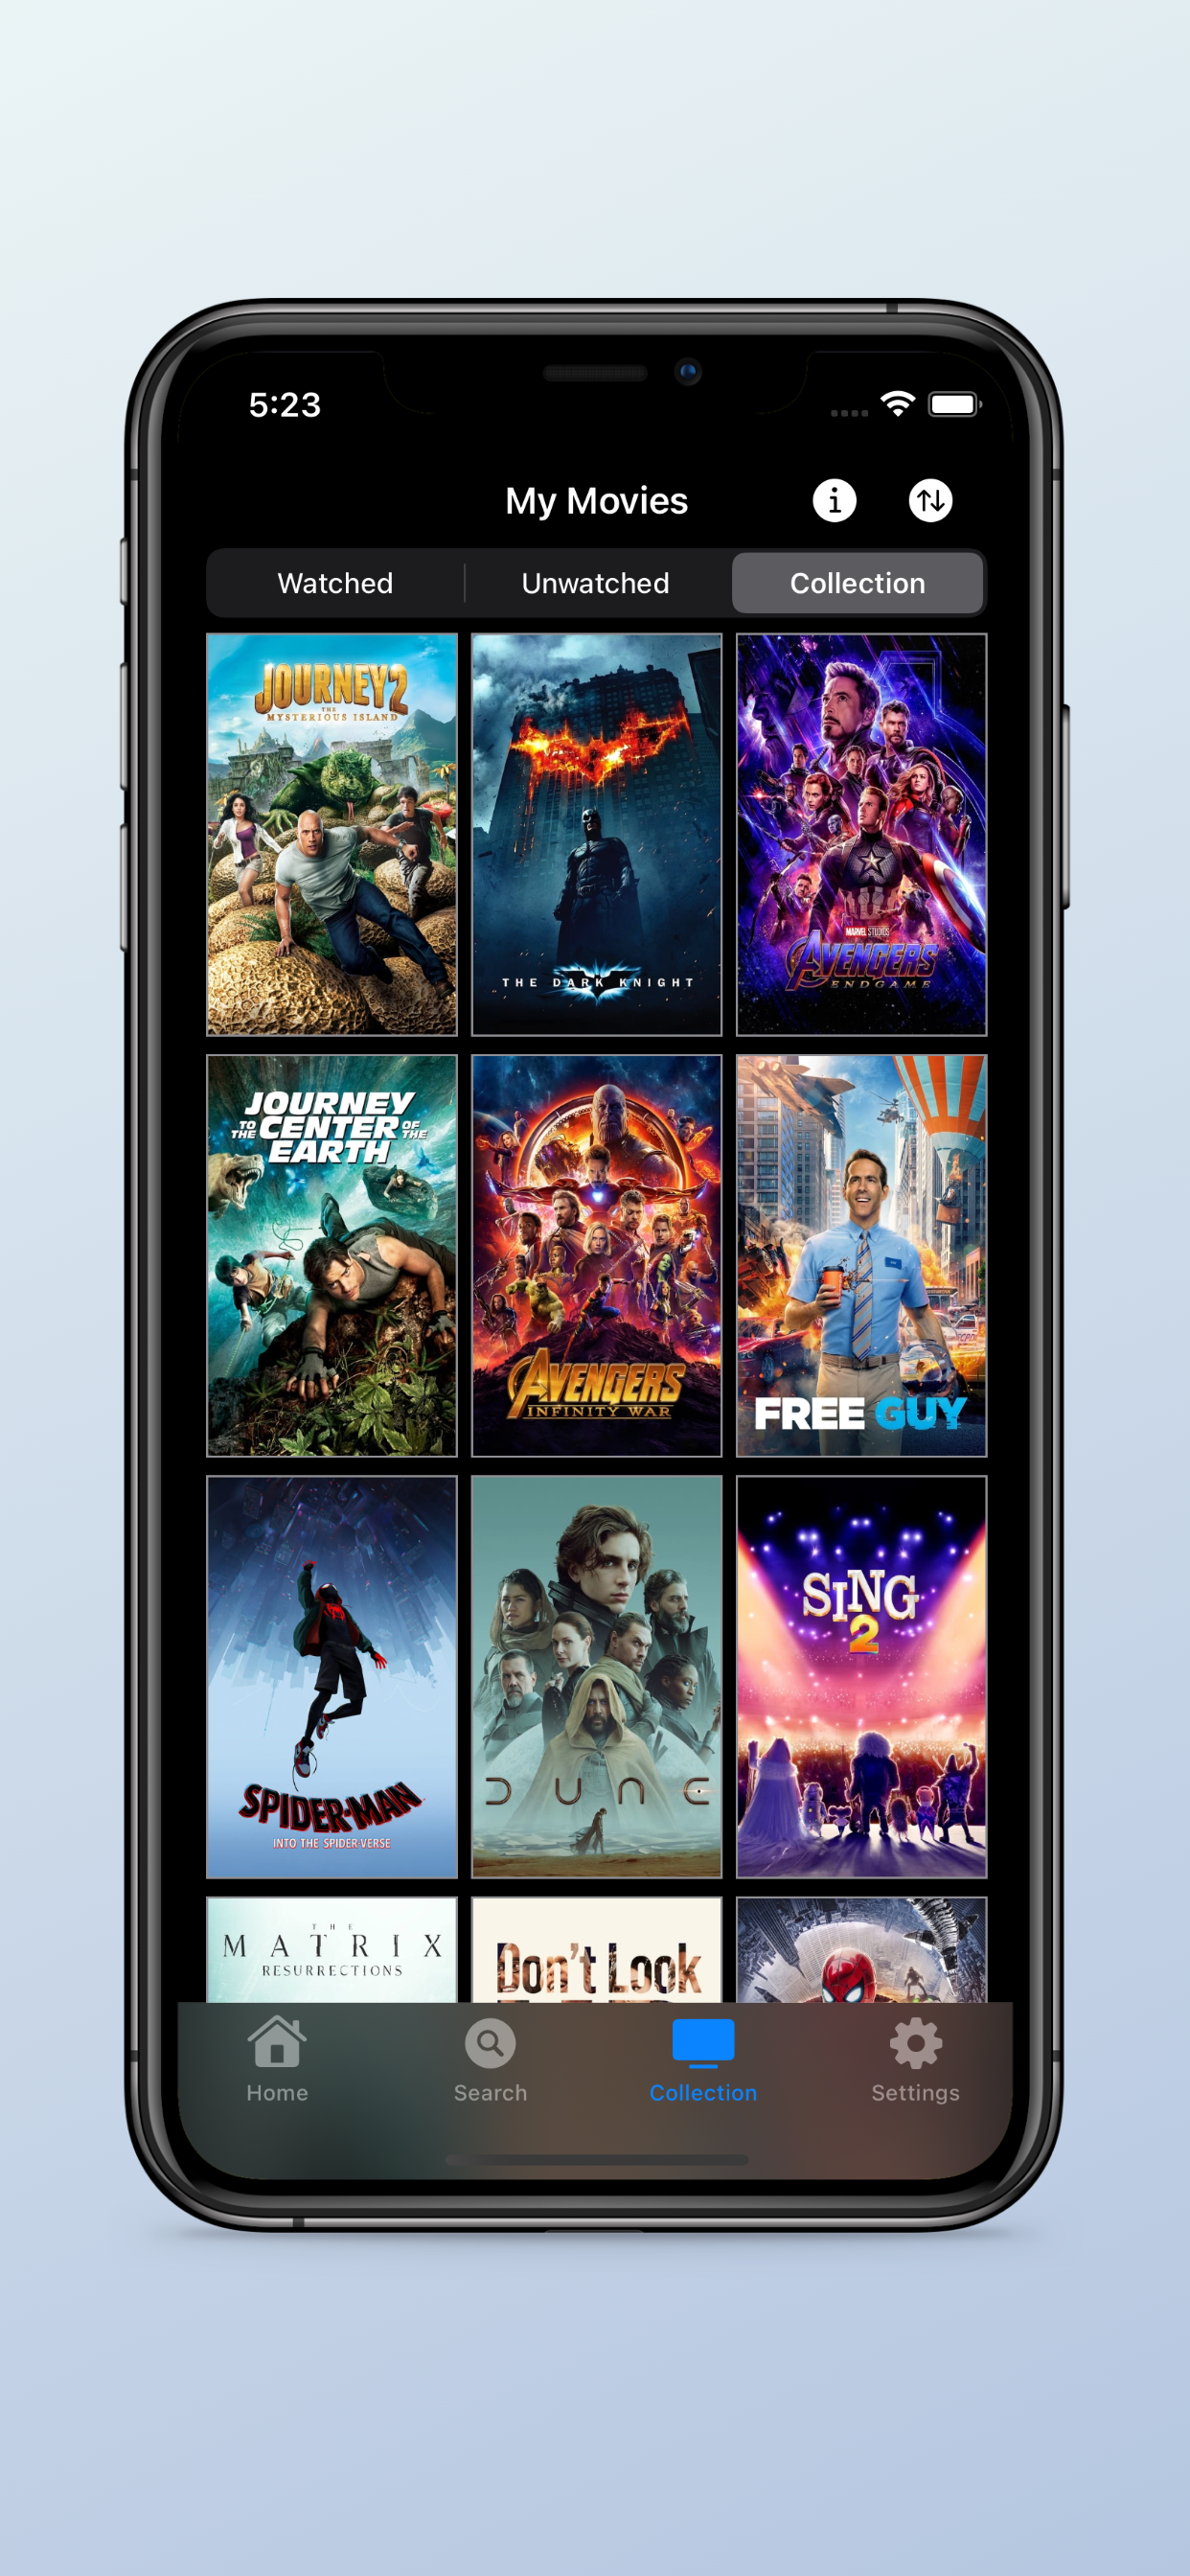 5:23
My Movies
Watched
Unwatched
Collection
JOURNEY 2
THE
MYSTERIOUS ISLAND
THE DARK KNIGHT
MARVEL STUDIOS
AVENGERS
ENDGAME
JOURNEY
TO THE CENTER OF THE
EARTH
AVENGERS
INFINITY WAR
FREE GUY
SPIDER-MAN
INTO THE SPIDER-VERSE
DUNE
SING
2
THE
MATRIX
RESURRECTIONS
Don't Look
Home
Search
Collection
Settings